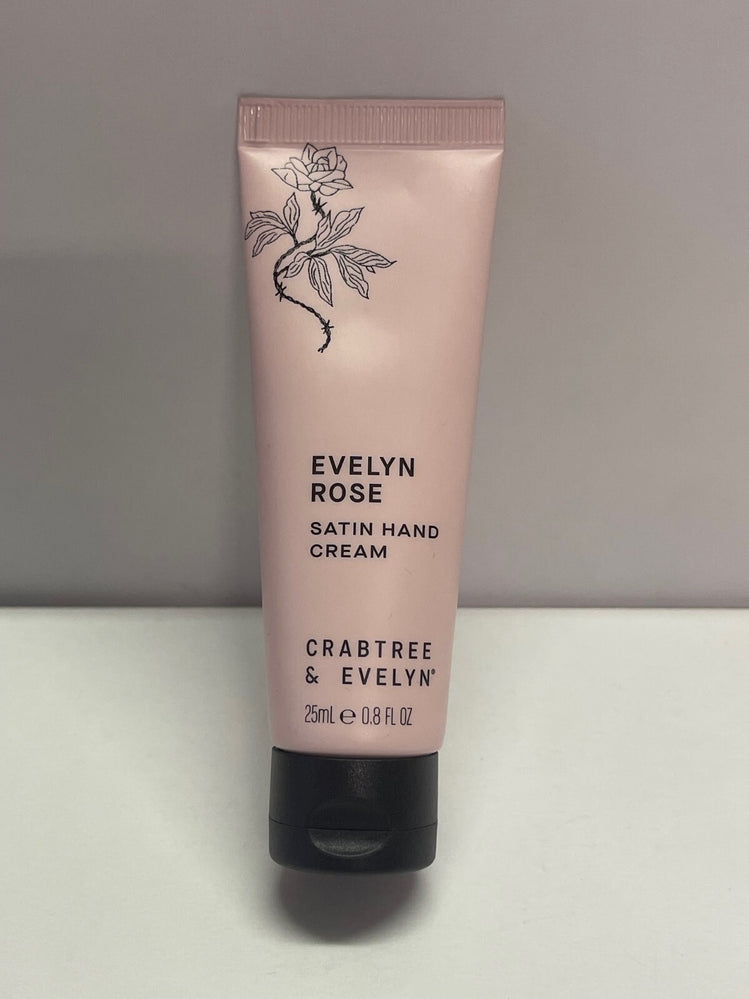 EVELYN
ROSE
SATIN HAND
CREAM
CRABTREE
& EVELYN®
25mL ℮ 0.8 FL OZ